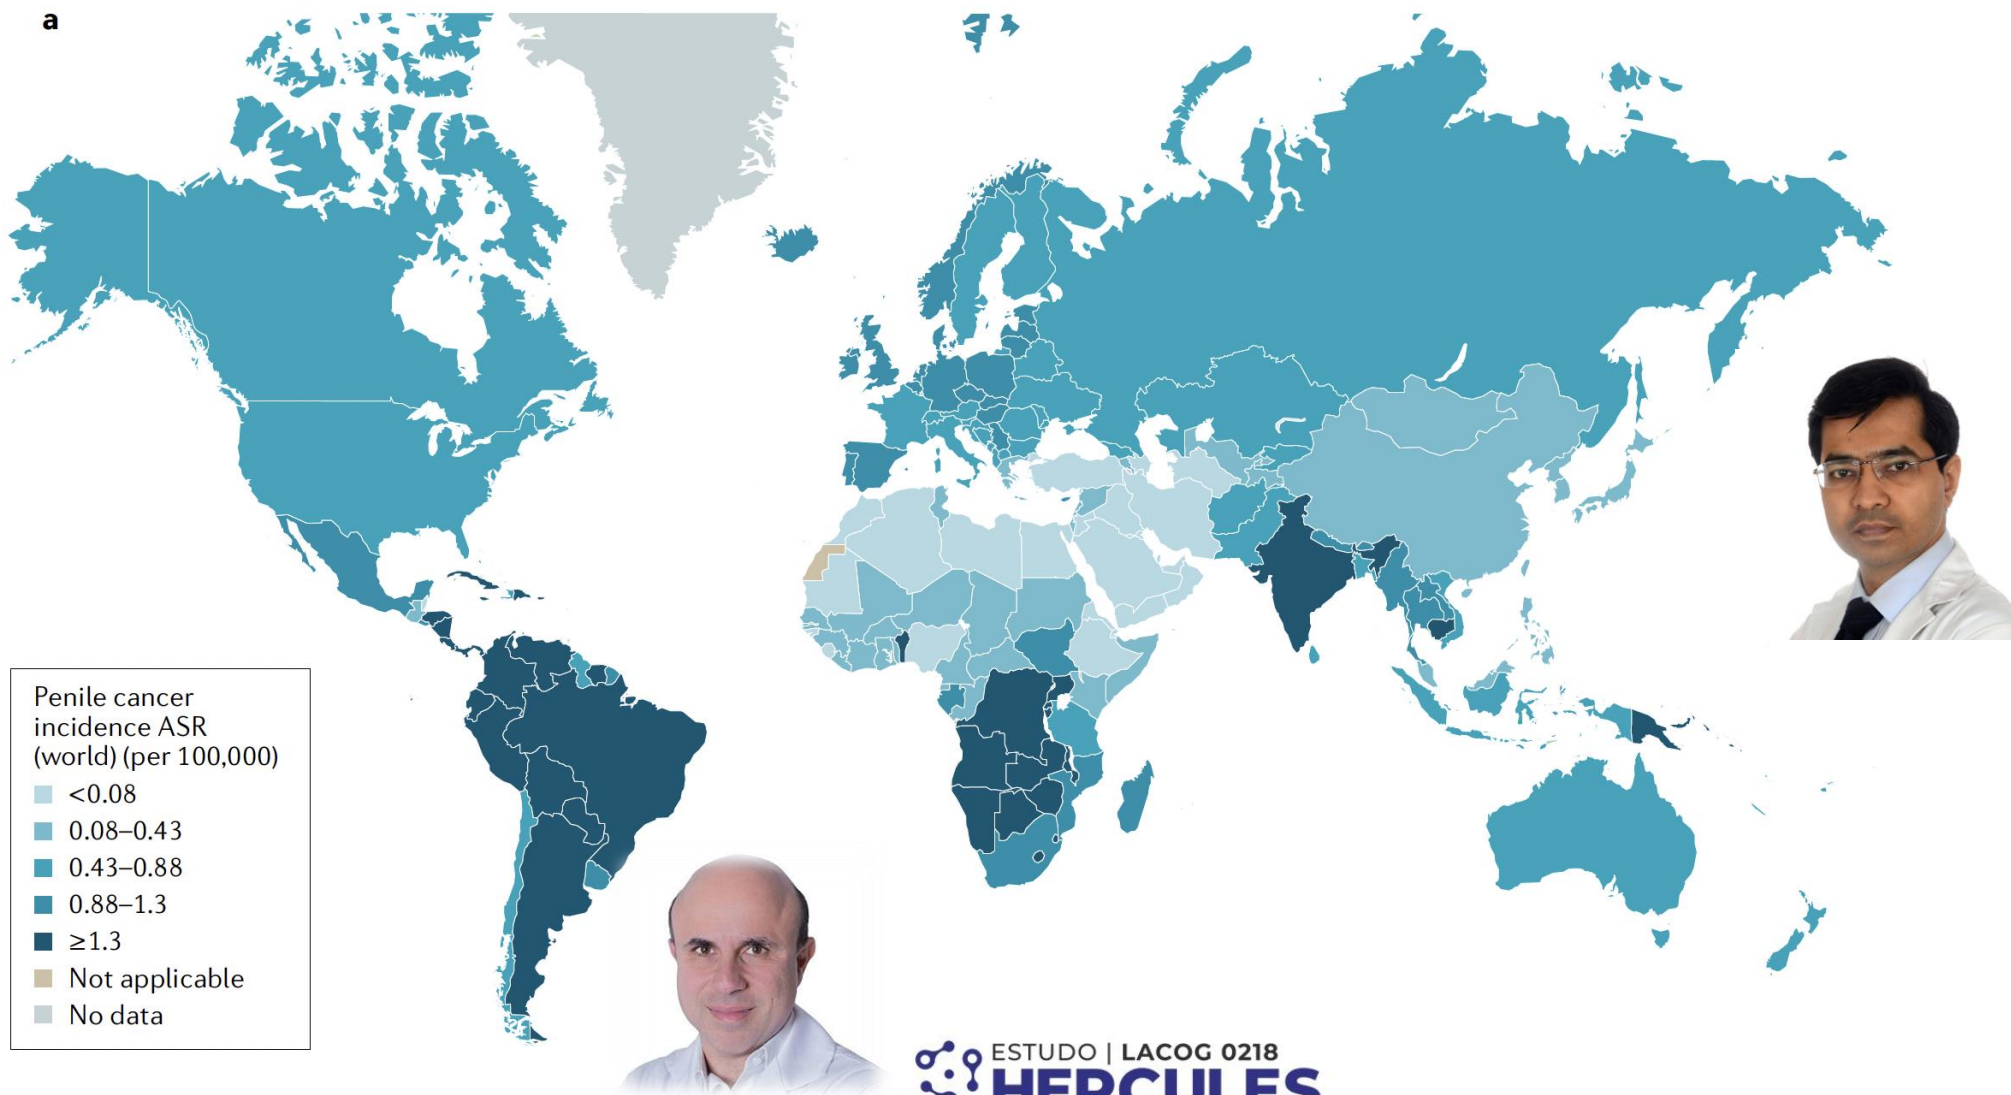 a
Penile cancer
incidence ASR
(world) (per 100,000)
<0.08
0.08–0.43
0.43–0.88
0.88–1.3
≥1.3
Not applicable
No data
ESTUDO | LACOG 0218
HERCULES